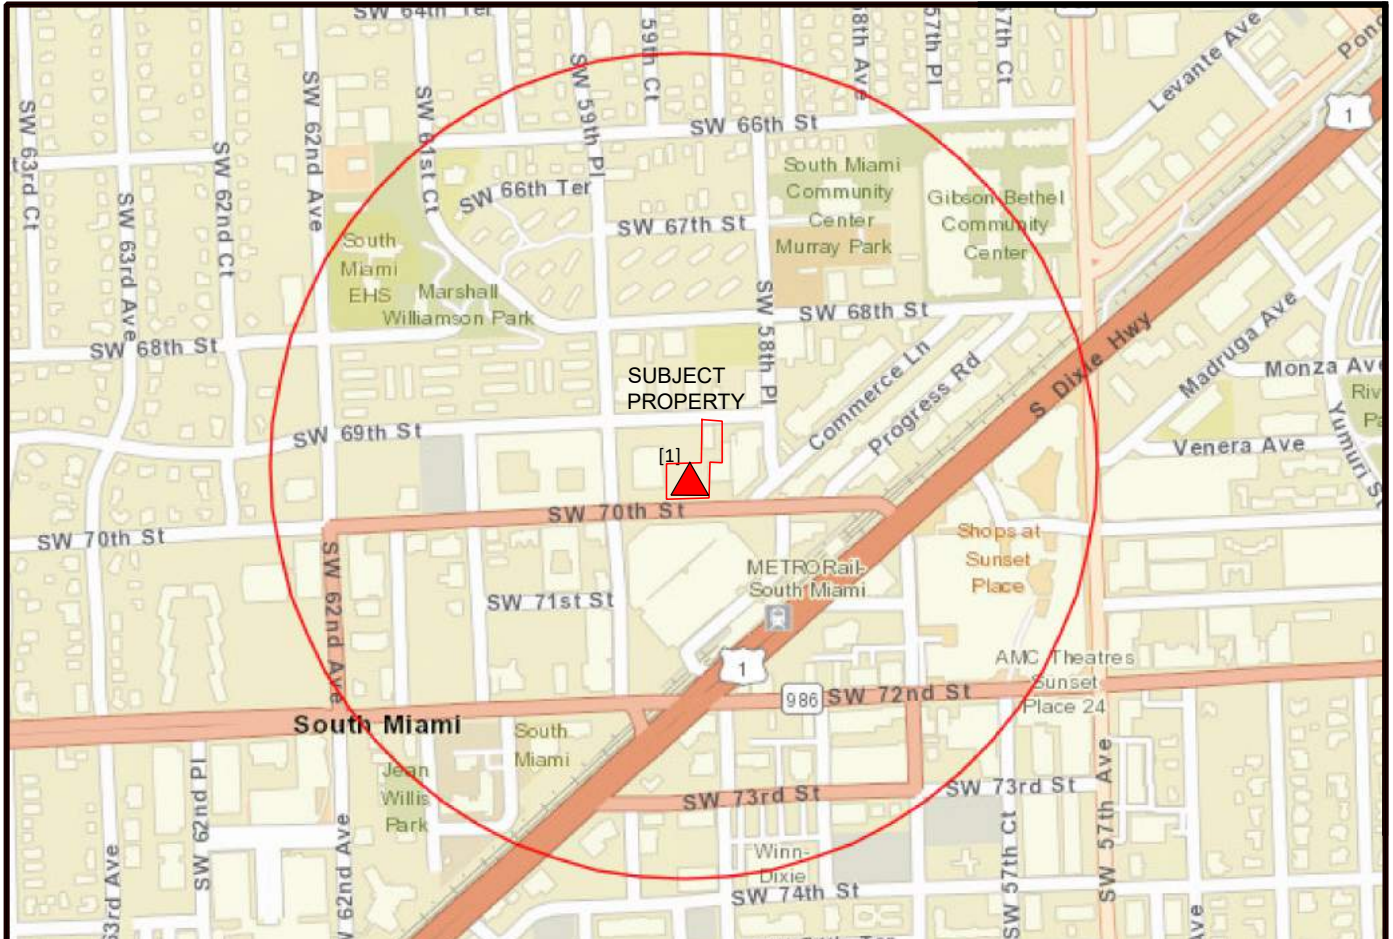 SW 64th Ter
59th Ct
57th Pl
57th Ct
Levante Ave
SW 63rd Ct
SW 62nd Ave
SW 61st Ct
SW 59th Pl
SW 66th St
1
SW 62nd Ct
SW 63rd Ave
SW 66th Ter
South Miami
Community
Center
Murray Park
Gibson-Bethel
Community
Center
SW 67th St
South
Miami
EHS
Marshall
Williamson Park
SW 58th Pl
SW 68th St
SW 68th St
S Dixie Hwy
Madruga Ave
Monza Ave
Yumuri St
SUBJECT
PROPERTY
Commerce Ln
Progress Rd
SW 69th St
[1]
Venera Ave
SW 70th St
SW 70th St
Shops at
Sunset
Place
METRORail-
South Miami
SW 62nd Ave
SW 71st St
1
AMC Theatres
Sunset
Place 24
986
SW 72nd St
South Miami
South
Miami
Jean
Willis
Park
SW 62nd Pl
SW 73rd St
SW 73rd St
SW 57th Ave
SW 57th Ct
Winn-
Dixie
SW 74th St
63rd Ave
62nd Ave